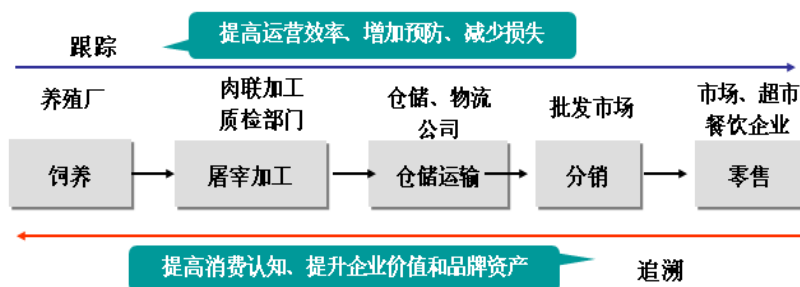 提高运营效率、增加预防、减少损失
跟踪
养殖厂
肉联加工
质检部门
仓储、物流
公司
批发市场
市场、超市
餐饮企业
饲养
屠宰加工
仓储运输
分销
零售
提高消费认知、提升企业价值和品牌资产
追溯